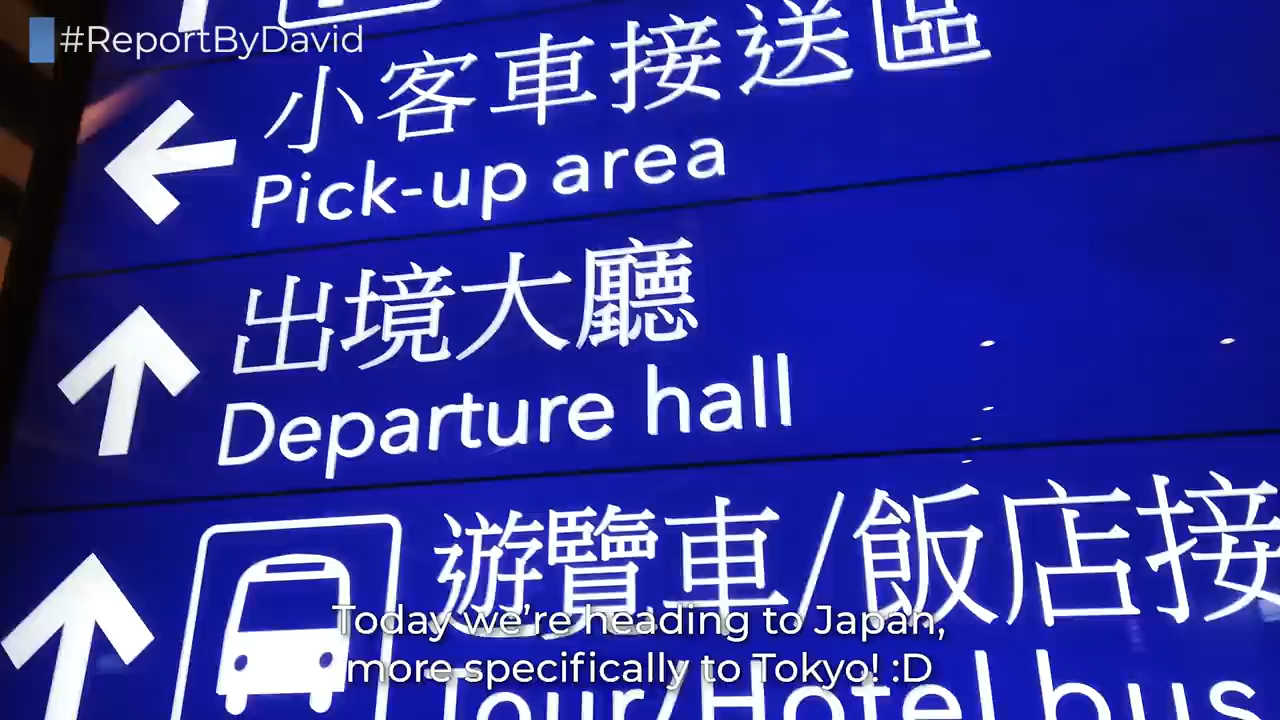 #ReportByDavid
小客車接送區
Pick-up area
出境大廳
Departure hall
遊覽車/飯店接
Tour/Hotel bus
Today we’re heading to Japan,
more specifically to Tokyo! :D